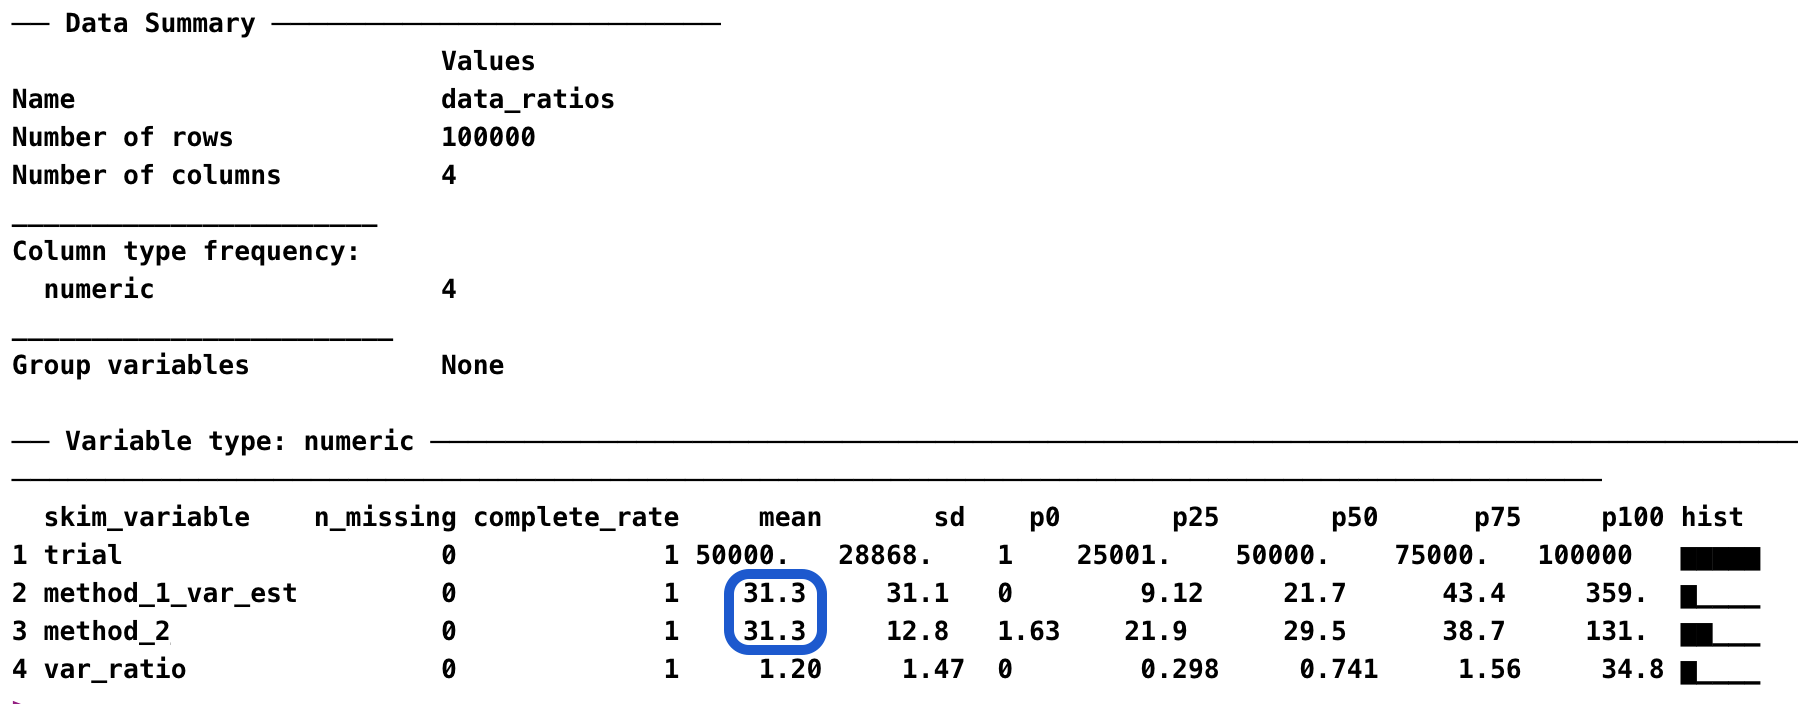 ── Data Summary ────────────────────────
                           Values
Name                       data_ratios
Number of rows             100000
Number of columns          4
_______________________
Column type frequency:
  numeric                  4
________________________
Group variables            None
── Variable type: numeric ──────────────────────────────────────────────
  skim_variable    n_missing complete_rate     mean       sd    p0       p25       p50      p75     p100 hist
1 trial                    0             1 50000.   28868.    1    25001.    50000.    75000.   100000   ▇▇▇▇▇
2 method_1_var_est         0             1    31.3     31.1   0        9.12     21.7     43.4     359.   ▇▁▁▁▁
3 method_2                 0             1    31.3     12.8   1.63    21.9      29.5     38.7     131.   ▇▇▁▁▁
4 var_ratio                0             1     1.20     1.47  0        0.298     0.741    1.56     34.8 ▇▁▁▁▁